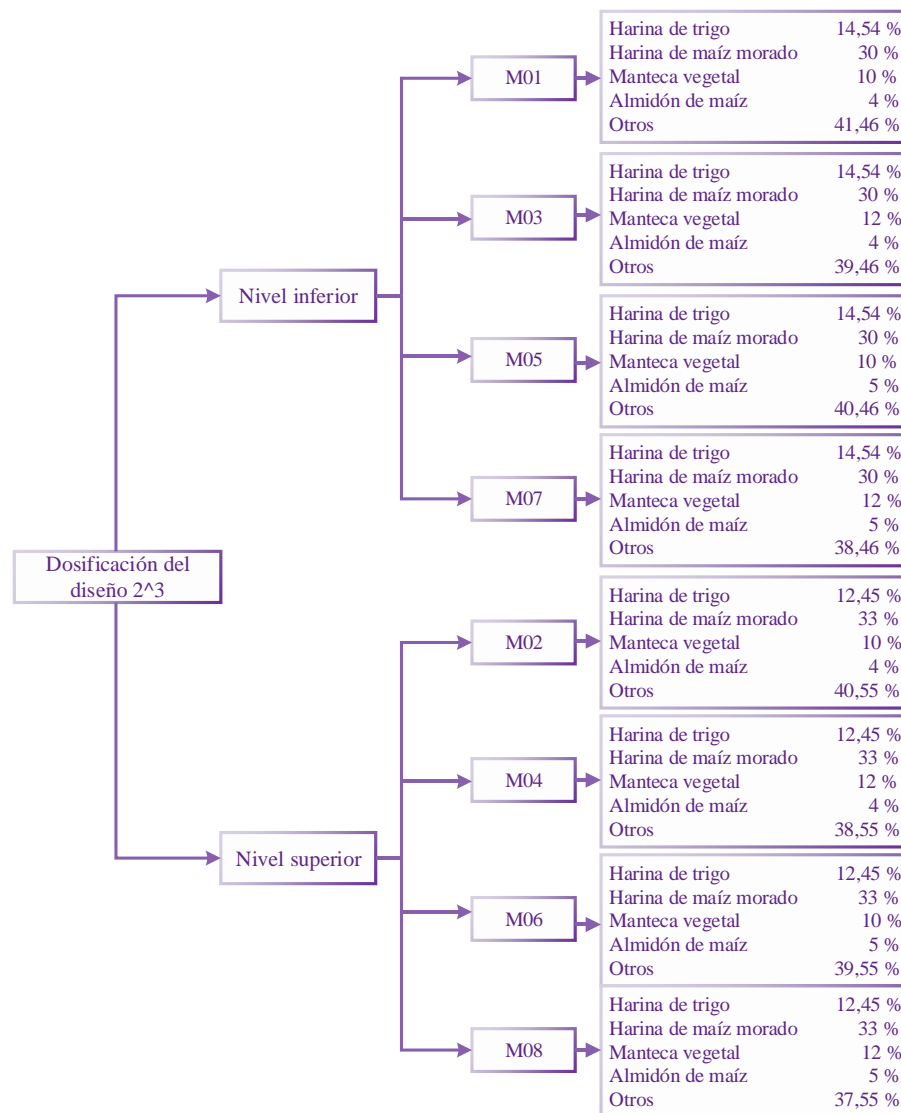 Dosificación del
diseño 2^3
Nivel inferior
M01
Harina de trigo 14,54 %
Harina de maíz morado 30 %
Manteca vegetal 10 %
Almidón de maíz 4 %
Otros 41,46 %
M03
Harina de trigo 14,54 %
Harina de maíz morado 30 %
Manteca vegetal 12 %
Almidón de maíz 4 %
Otros 39,46 %
M05
Harina de trigo 14,54 %
Harina de maíz morado 30 %
Manteca vegetal 10 %
Almidón de maíz 5 %
Otros 40,46 %
M07
Harina de trigo 14,54 %
Harina de maíz morado 30 %
Manteca vegetal 12 %
Almidón de maíz 5 %
Otros 38,46 %
Nivel superior
M02
Harina de trigo 12,45 %
Harina de maíz morado 33 %
Manteca vegetal 10 %
Almidón de maíz 4 %
Otros 40,55 %
M04
Harina de trigo 12,45 %
Harina de maíz morado 33 %
Manteca vegetal 12 %
Almidón de maíz 4 %
Otros 38,55 %
M06
Harina de trigo 12,45 %
Harina de maíz morado 33 %
Manteca vegetal 10 %
Almidón de maíz 5 %
Otros 39,55 %
M08
Harina de trigo 12,45 %
Harina de maíz morado 33 %
Manteca vegetal 12 %
Almidón de maíz 5 %
Otros 37,55 %